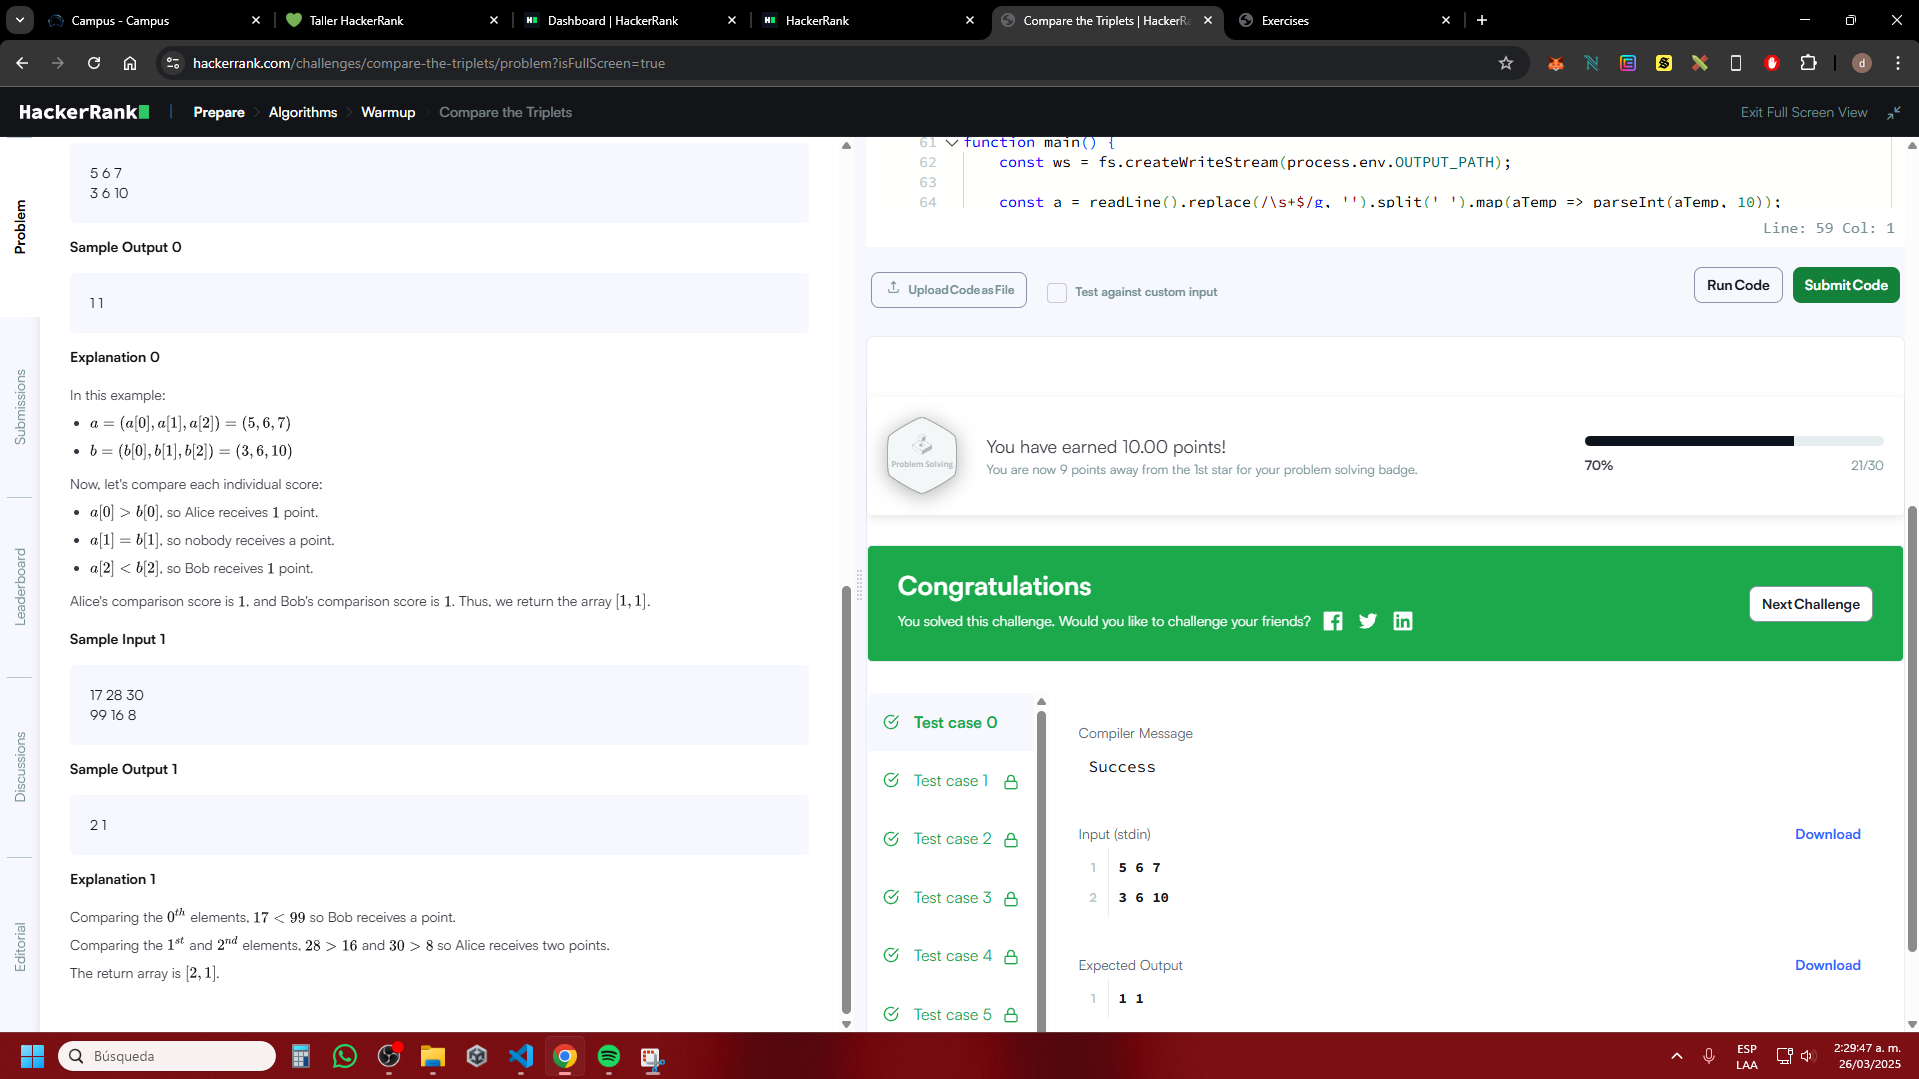 Campus - Campus
Taller HackerRank
Dashboard | HackerRank
HackerRank
Compare the Triplets | HackerRa
Exercises
hackerrank.com/challenges/compare-the-triplets/problem?isFullScreen=true
HackerRank
Prepare
Algorithms
Warmup
Compare the Triplets
Exit Full Screen View
Problem
Submissions
Leaderboard
Discussions
Editorial
5 6 7
3 6 10
Sample Output 0
1 1
Explanation 0
In this example:
• a = (a[0], a[1], a[2]) = (5, 6, 7)
• b = (b[0], b[1], b[2]) = (3, 6, 10)
Now, let's compare each individual score:
• a[0] > b[0], so Alice receives 1 point.
• a[1] = b[1], so nobody receives a point.
• a[2] < b[2], so Bob receives 1 point.
Alice's comparison score is 1, and Bob's comparison score is 1. Thus, we return the array [1, 1].
Sample Input 1
17 28 30
99 16 8
Sample Output 1
2 1
Explanation 1
Comparing the 0th elements, 17 < 99 so Bob receives a point.
Comparing the 1st and 2nd elements, 28 > 16 and 30 > 8 so Alice receives two points.
The return array is [2, 1].
61 function main() {
62 const ws = fs.createWriteStream(process.env.OUTPUT_PATH);
63
64 const a = readLine().replace(/\s+$/g, '').split(' ').map(aTemp => parseInt(aTemp, 10));
Line: 59 Col: 1
Upload Code as File
Test against custom input
Run Code
Submit Code
Problem Solving
You have earned 10.00 points!
You are now 9 points away from the 1st star for your problem solving badge.
70%
21/30
Congratulations
You solved this challenge. Would you like to challenge your friends?
Next Challenge
Test case 0
Test case 1
Test case 2
Test case 3
Test case 4
Test case 5
Compiler Message
Success
Input (stdin)
Download
1 5 6 7
2 3 6 10
Expected Output
Download
1 1 1
Búsqueda
ESP
LAA
2:29:47 a. m.
26/03/2025